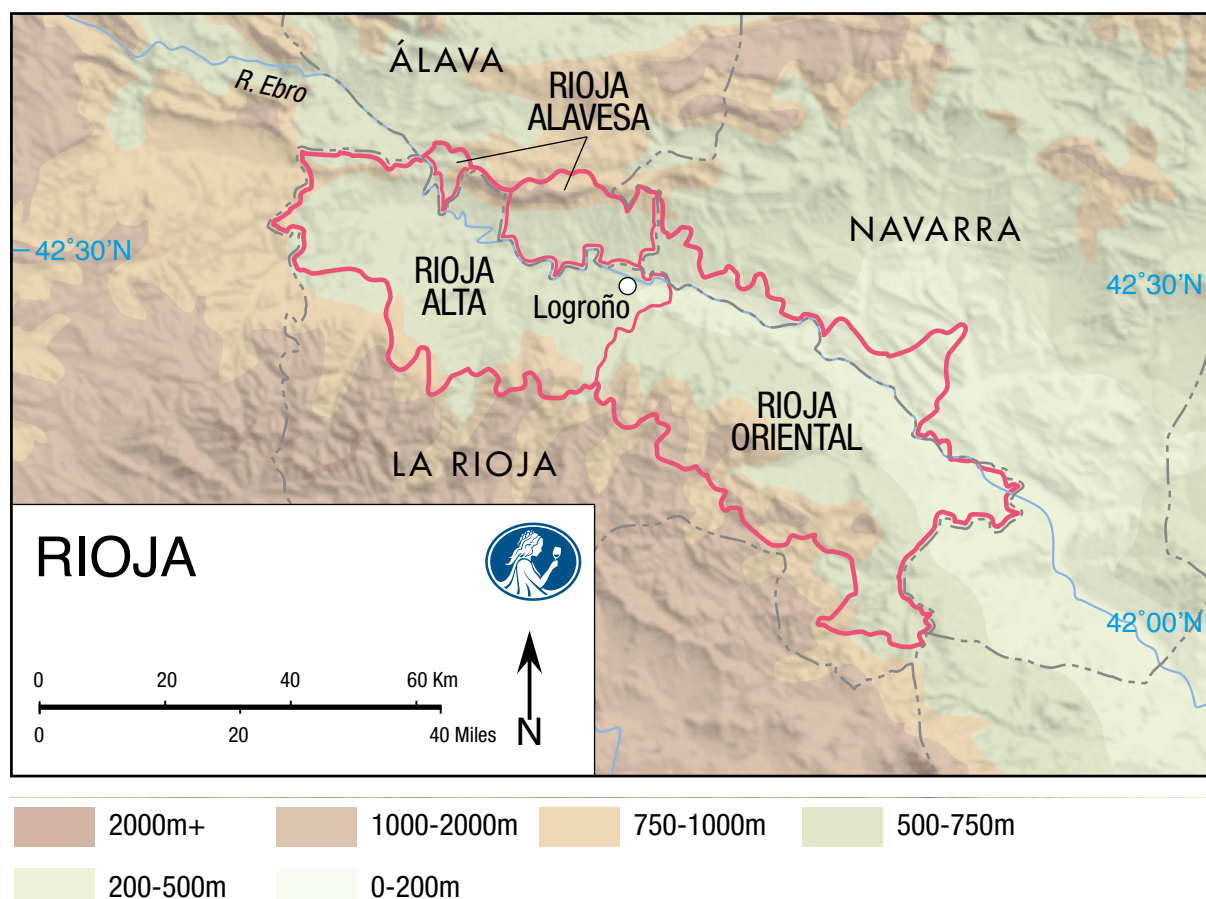 ÁLAVA
R. Ebro
RIOJA
ALAVESA
NAVARRA
42°30'N
42°30'N
RIOJA
ALTA
Logroño
RIOJA
ORIENTAL
LA RIOJA
42°00'N
RIOJA
0 20 40 60 Km
0 20 40 Miles
N
2000m+ 1000-2000m 750-1000m 500-750m
200-500m 0-200m